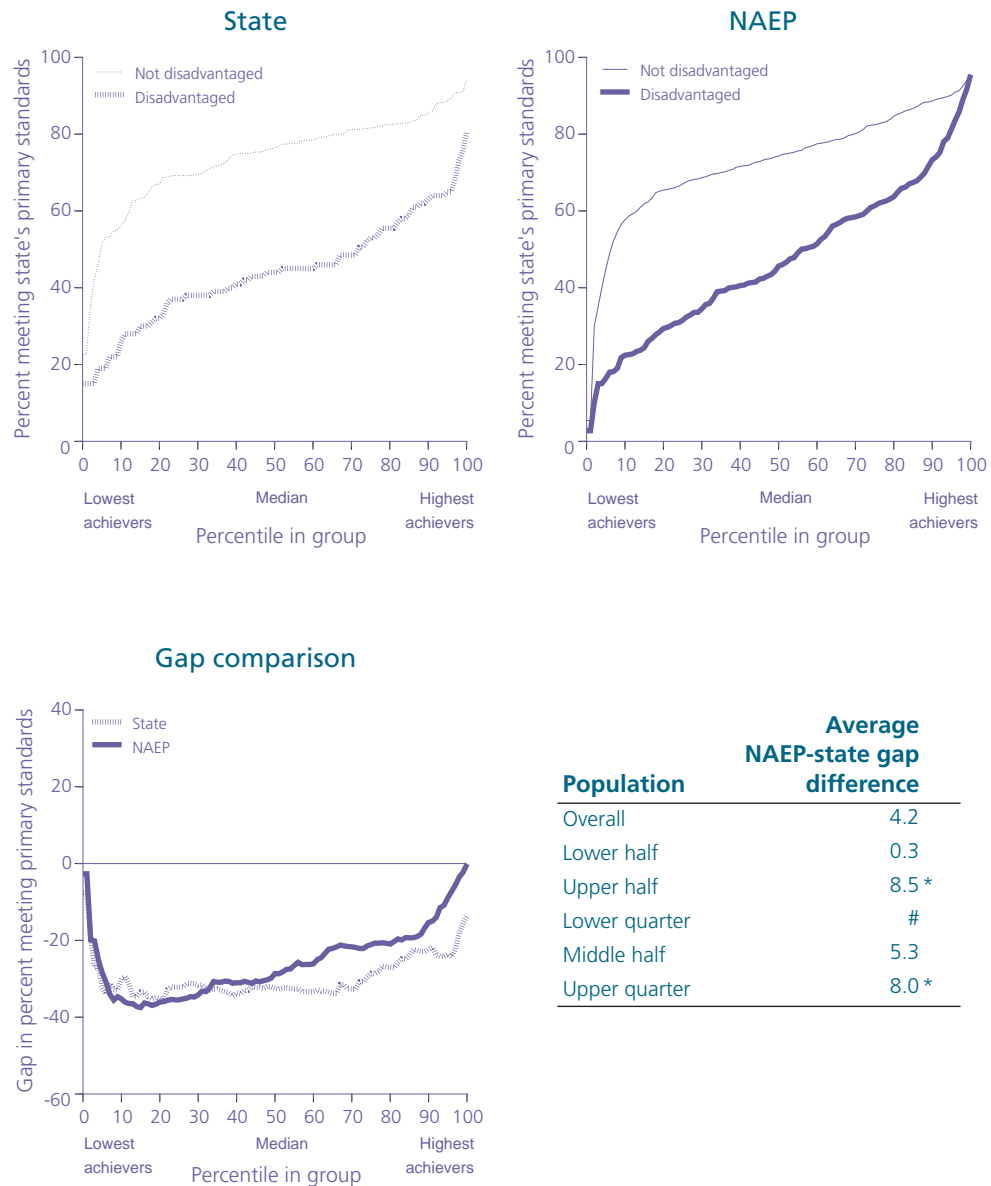 State
Percent meeting state's primary standards
100
80
60
40
20
0
Not disadvantaged
Disadvantaged
0 10 20 30 40 50 60 70 80 90 100
Lowest achievers Median Highest achievers
Percentile in group
NAEP
Percent meeting state's primary standards
100
80
60
40
20
0
Not disadvantaged
Disadvantaged
0 10 20 30 40 50 60 70 80 90 100
Lowest achievers Median Highest achievers
Percentile in group
Gap comparison
Gap in percent meeting primary standards
40
20
0
-20
-40
-60
State
NAEP
0 10 20 30 40 50 60 70 80 90 100
Lowest achievers Median Highest achievers
Percentile in group
Average
NAEP-state gap
Population difference
Overall 4.2
Lower half 0.3
Upper half 8.5 *
Lower quarter #
Middle half 5.3
Upper quarter 8.0 *